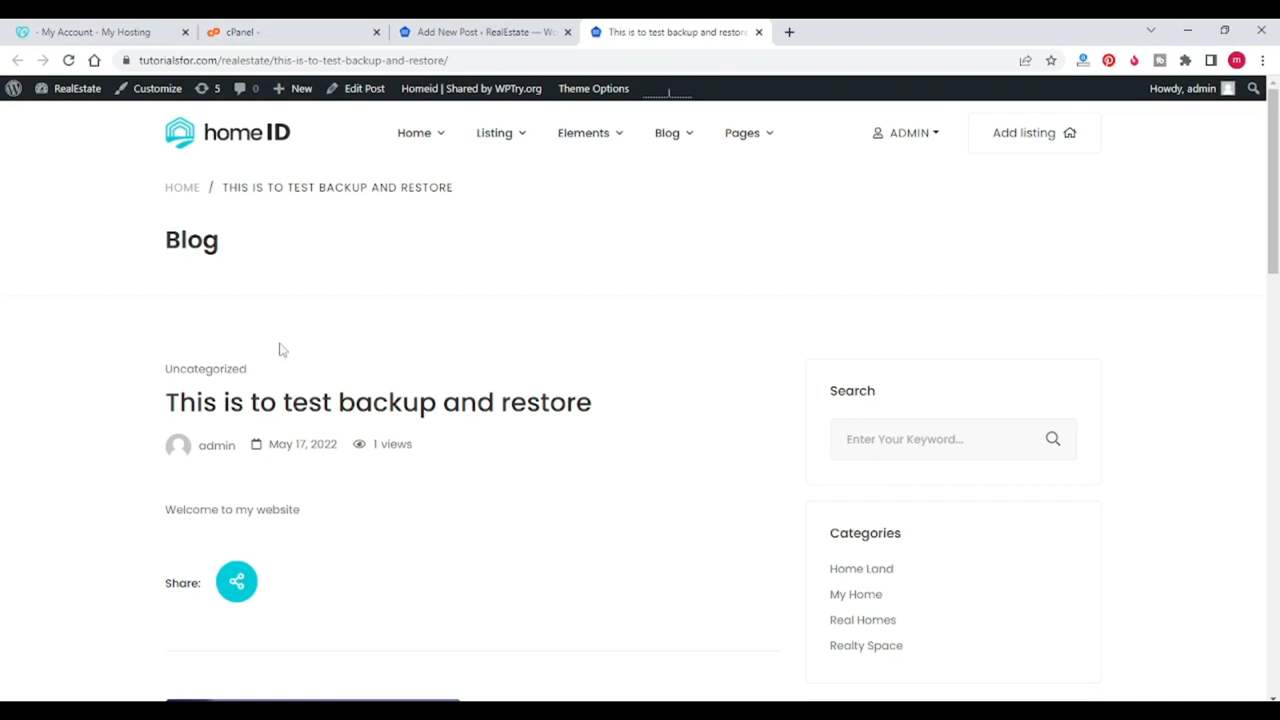 - My Account - My Hosting
cPanel -
Add New Post ‹ RealEstate — Wo
This is to test backup and restore
tutorialsfor.com/realestate/this-is-to-test-backup-and-restore/
m
RealEstate
Customize
5
0
New
Edit Post
Homeid | Shared by WPTry.org
Theme Options
Howdy, admin
homeID
Home
Listing
Elements
Blog
Pages
ADMIN
Add listing
HOME / THIS IS TO TEST BACKUP AND RESTORE
Blog
Uncategorized
This is to test backup and restore
admin
May 17, 2022
1 views
Welcome to my website
Share:
Search
Enter Your Keyword...
Categories
Home Land
My Home
Real Homes
Realty Space